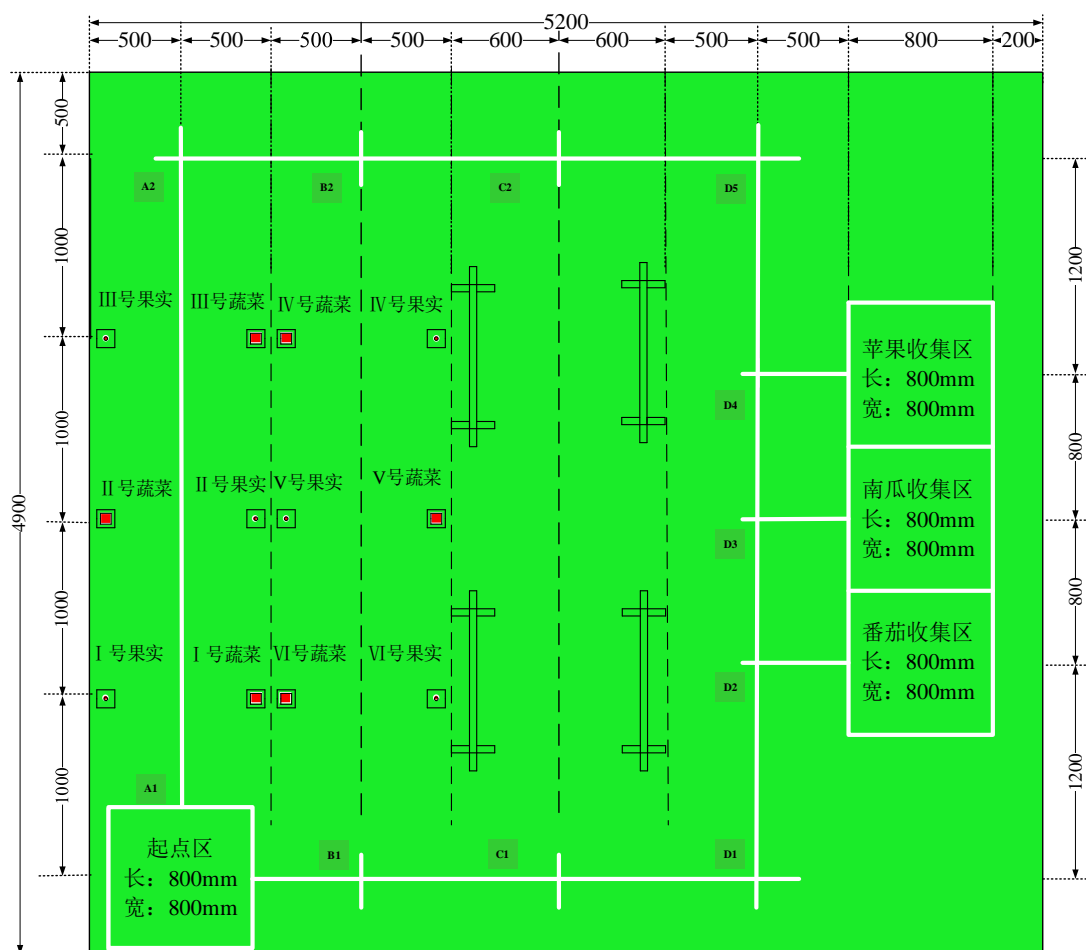 5200
500
500
500
500
600
600
500
500
800
200
500
A2
B2
C2
D5
1000
1200
Ⅲ号果实
Ⅲ号蔬菜
Ⅳ号蔬菜
Ⅳ号果实
苹果收集区
长：800mm
宽：800mm
D4
1000
800
4900
Ⅱ号蔬菜
Ⅱ号果实
Ⅴ号果实
Ⅴ号蔬菜
南瓜收集区
长：800mm
宽：800mm
D3
1000
800
Ⅰ号果实
Ⅰ号蔬菜
Ⅵ号蔬菜
Ⅵ号果实
番茄收集区
长：800mm
宽：800mm
D2
1000
1200
A1
起点区
长：800mm
宽：800mm
B1
C1
D1